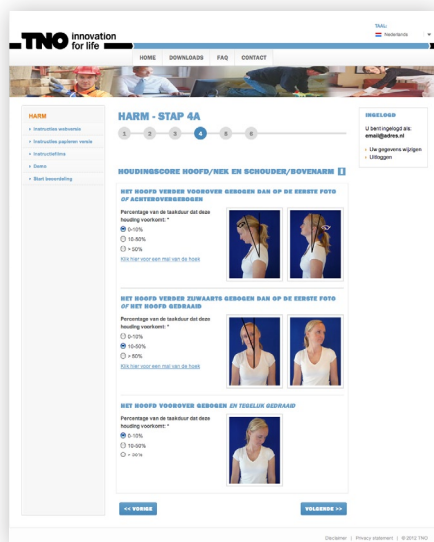 TAAL:
TNO innovation
for life
Nederlands
HOME DOWNLOADS FAQ CONTACT
HARM
Instructies webversie
Instructies papieren versie
Instructiefilms
Demo
Start beoordeling
HARM - STAP 4A
1 2 3 4 5 6
INGELOGD
U bent ingelogd als:
email@adres.nl
Uw gegevens wijzigen
Uitloggen
HOUDINGSCORE HOOFD/NEK EN SCHOUDER/BOVENARM
HET HOOFD VERDER VOOROVER GEBOGEN DAN OP DE EERSTE FOTO
OF ACHTEROVERGEBOGEN
Percentage van de taakduur dat deze
houding voorkomt: *
0-10%
10-50%
> 50%
Klik hier voor een mal van de hoek
HET HOOFD VERDER ZIJWAARTS GEBOGEN DAN OP DE EERSTE FOTO
OF HET HOOFD GEDRAAID
Percentage van de taakduur dat deze
houding voorkomt: *
0-10%
10-50%
> 50%
Klik hier voor een mal van de hoek
HET HOOFD VOOROVER GEBOGEN EN TEGELIJK GEDRAAID
Percentage van de taakduur dat deze
houding voorkomt: *
0-10%
10-50%
> 50%
<< VORIGE
VOLGENDE >>
Disclaimer | Privacy statement | © 2012 TNO